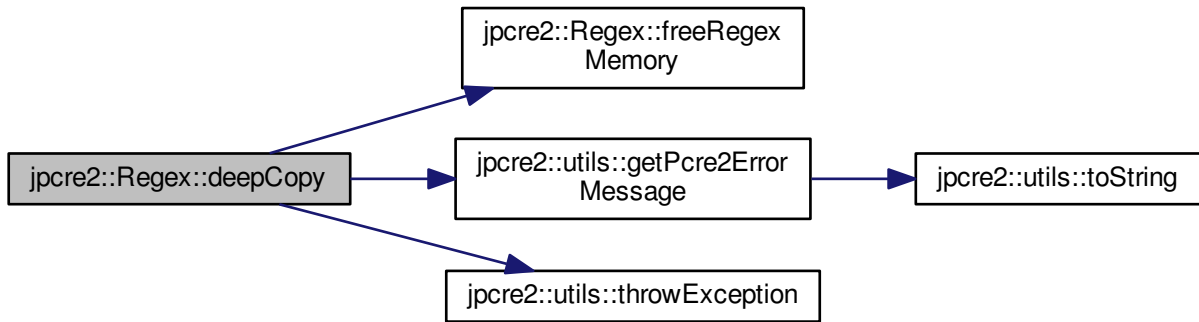 jpcre2::Regex::freeRegex
Memory
jpcre2::Regex::deepCopy
jpcre2::utils::getPcre2Error
Message
jpcre2::utils::toString
jpcre2::utils::throwException